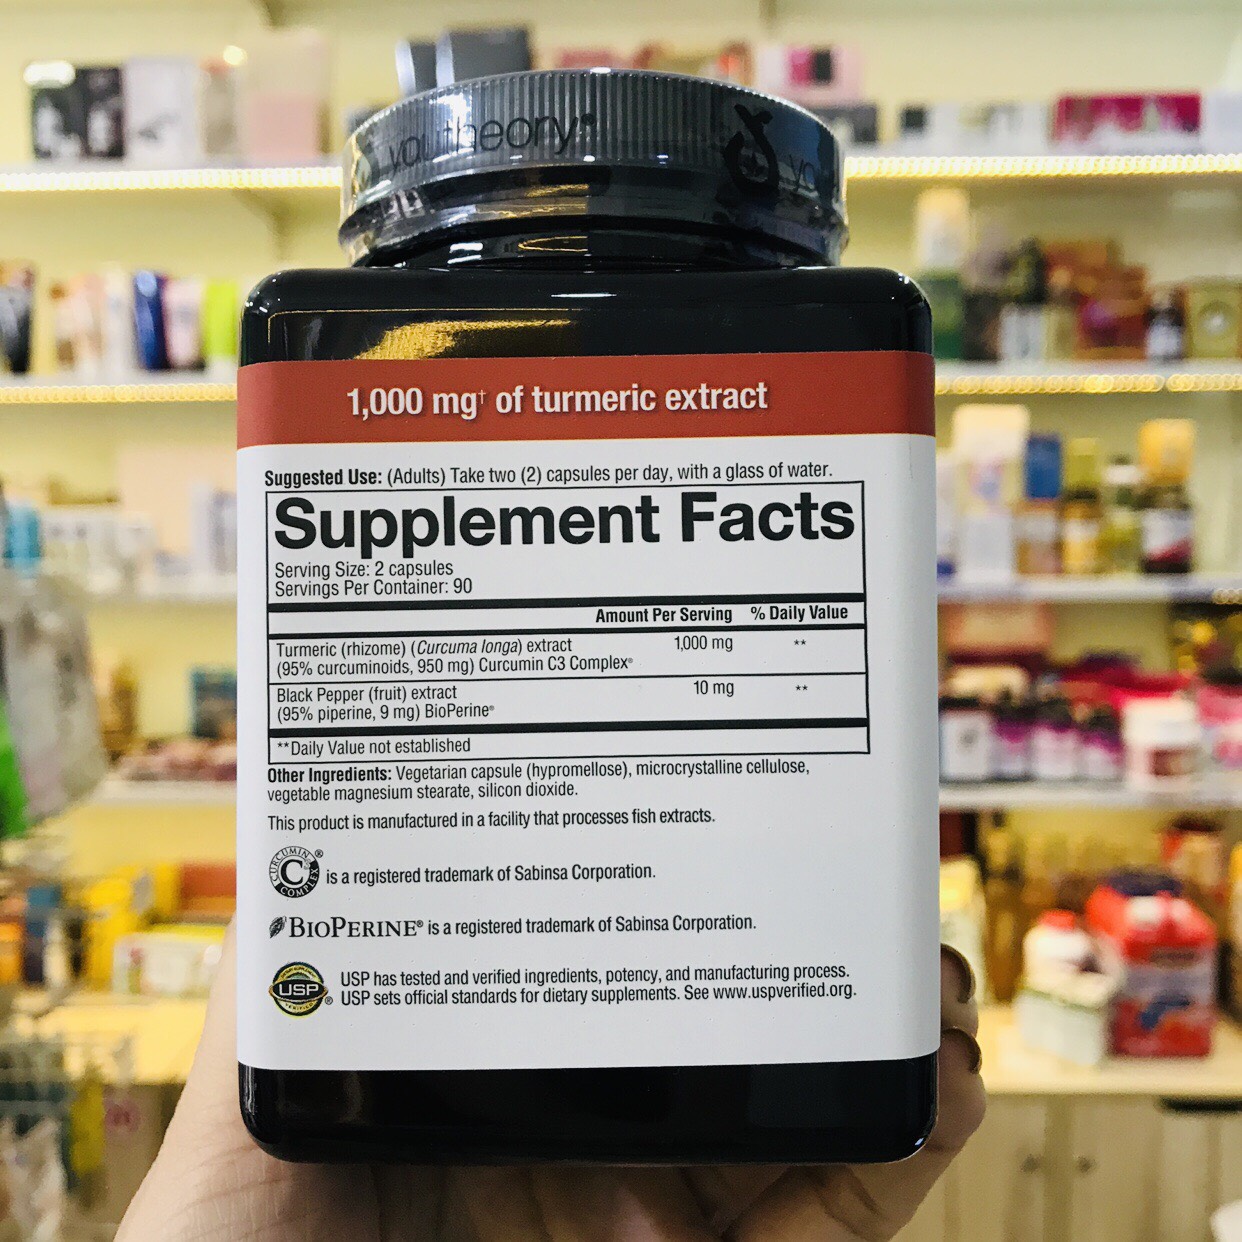 youtheory®
1,000 mg† of turmeric extract
Suggested Use: (Adults) Take two (2) capsules per day, with a glass of water.
Supplement Facts
Serving Size: 2 capsules
Servings Per Container: 90
Amount Per Serving % Daily Value
Turmeric (rhizome) (Curcuma longa) extract 1,000 mg **
(95% curcuminoids, 950 mg) Curcumin C3 Complex®
Black Pepper (fruit) extract 10 mg **
(95% piperine, 9 mg) BioPerine®
**Daily Value not established
Other Ingredients: Vegetarian capsule (hypromellose), microcrystalline cellulose,
vegetable magnesium stearate, silicon dioxide.
This product is manufactured in a facility that processes fish extracts.
CURCUMIN C3 COMPLEX® is a registered trademark of Sabinsa Corporation.
BIOPERINE® is a registered trademark of Sabinsa Corporation.
USP® USP has tested and verified ingredients, potency, and manufacturing process.
USP sets official standards for dietary supplements. See www.uspverified.org.